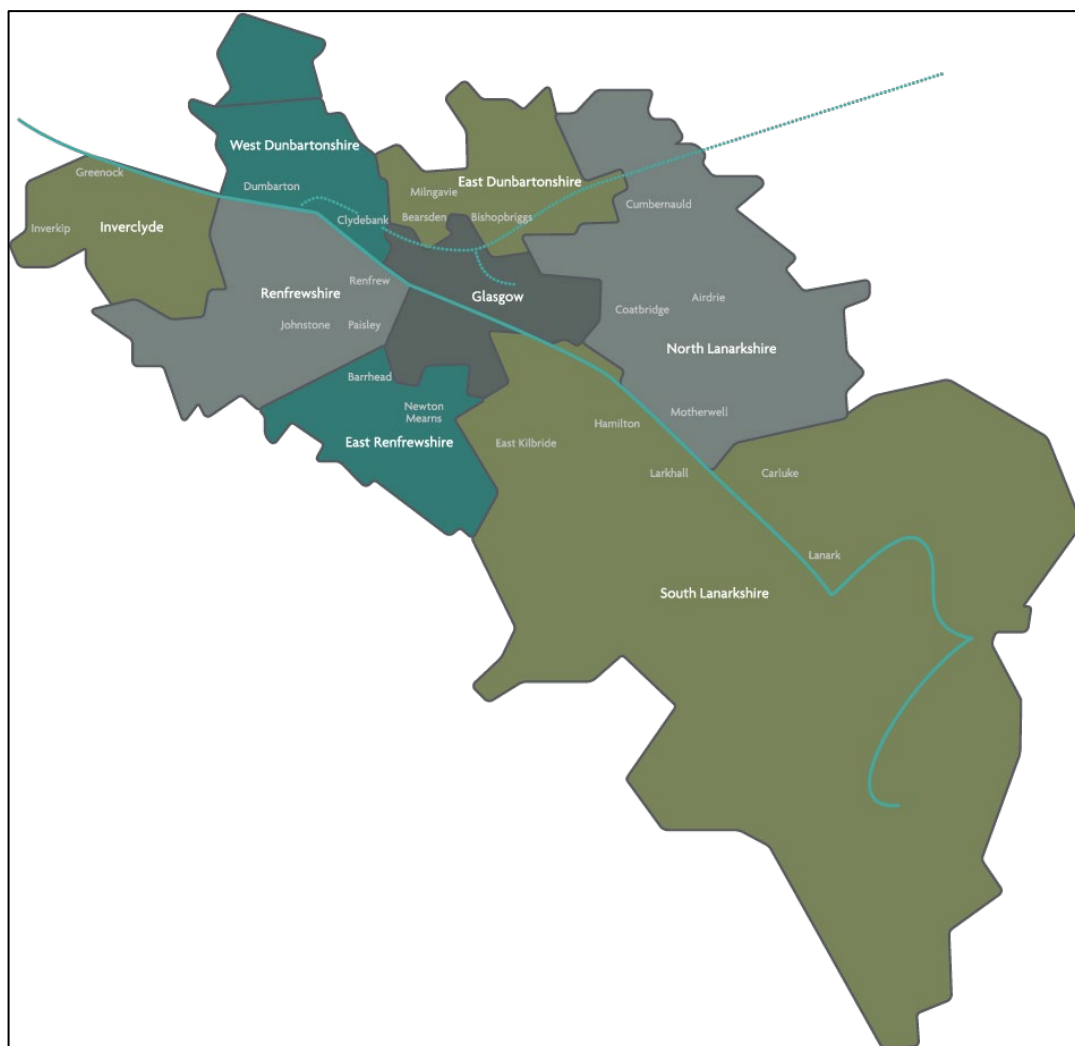 West Dunbartonshire
Greenock
East Dunbartonshire
Dumbarton
Milngavie
Cumbernauld
Clydebank
Bearsden
Bishopbriggs
Inverkip
Inverclyde
Renfrew
Renfrewshire
Glasgow
Airdrie
Coatbridge
Johnstone
Paisley
North Lanarkshire
Barrhead
Newton
Mearns
Motherwell
Hamilton
East Renfrewshire
East Kilbride
Larkhall
Carluke
Lanark
South Lanarkshire